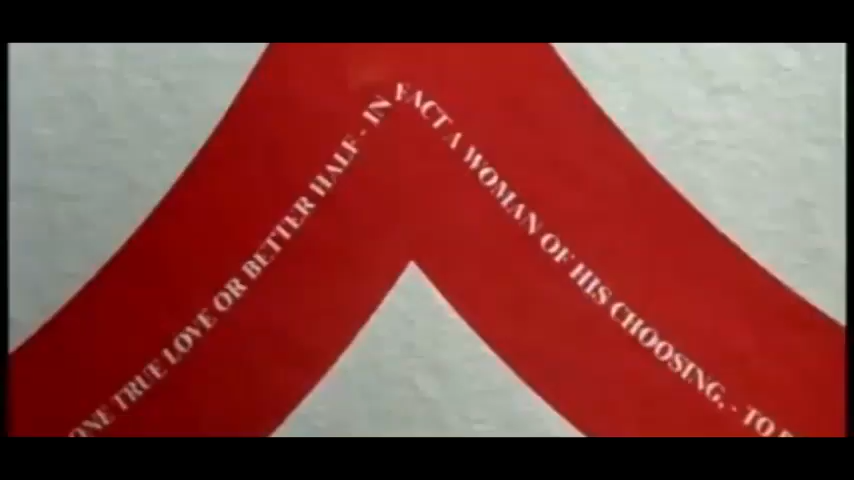 ONE TRUE LOVE OR BETTER HALF - IN FACT A WOMAN OF HIS CHOOSING, - TO